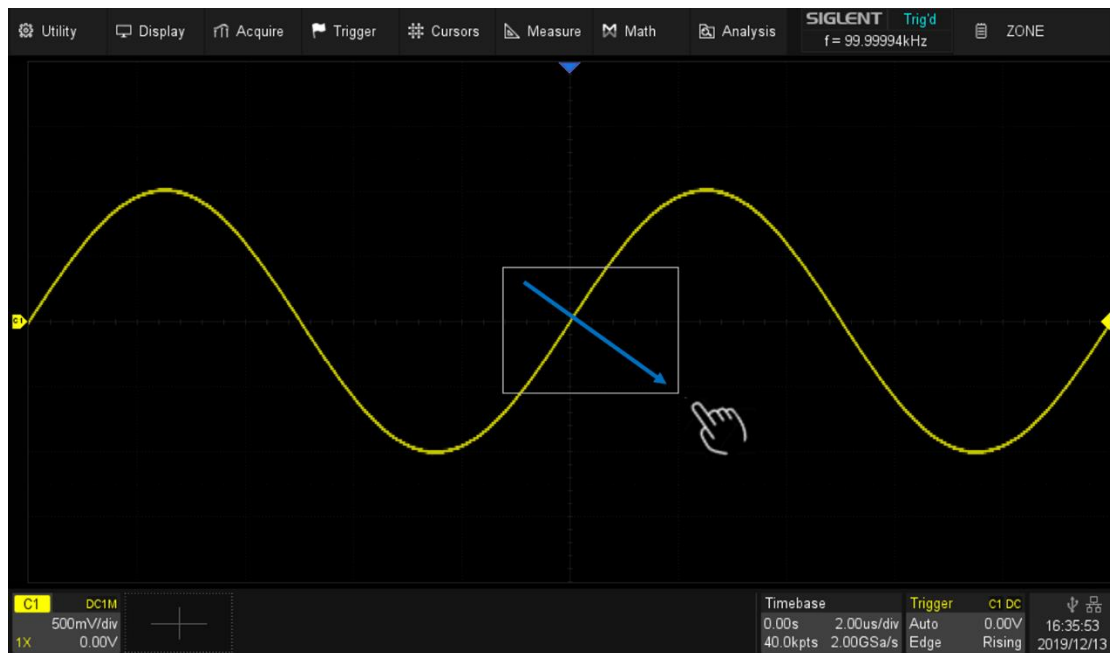 Utility
Display
Acquire
Trigger
Cursors
Measure
Math
Analysis
SIGLENT Trig'd
f = 99.99994kHz
ZONE
C1
C1 DC1M
500mV/div
1X 0.00V
Timebase
0.00s 2.00us/div
40.0kpts 2.00GSa/s
Trigger C1 DC
Auto 0.00V
Edge Rising
16:35:53
2019/12/13